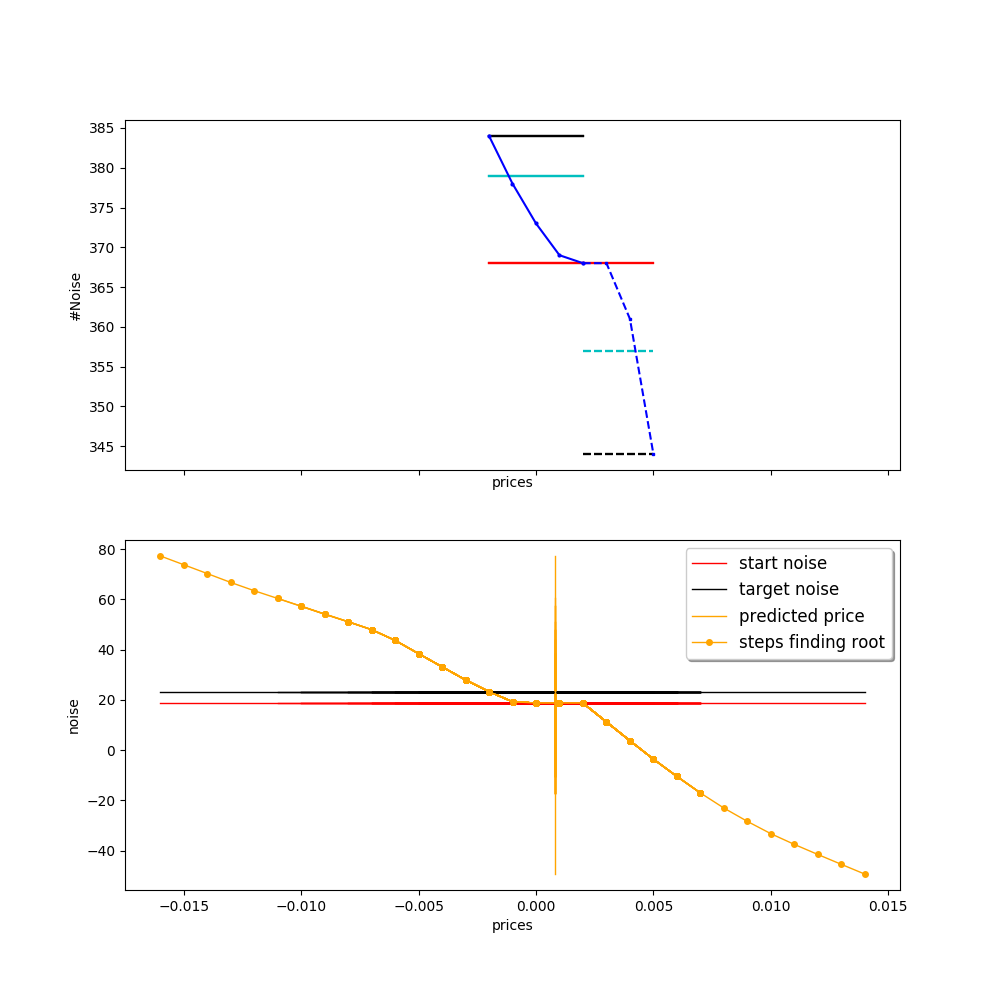 385
380
375
370
365
360
355
350
345
#Noise
prices
80
60
40
20
0
−20
−40
noise
start noise
target noise
predicted price
steps finding root
−0.015 −0.010 −0.005 0.000 0.005 0.010 0.015
prices